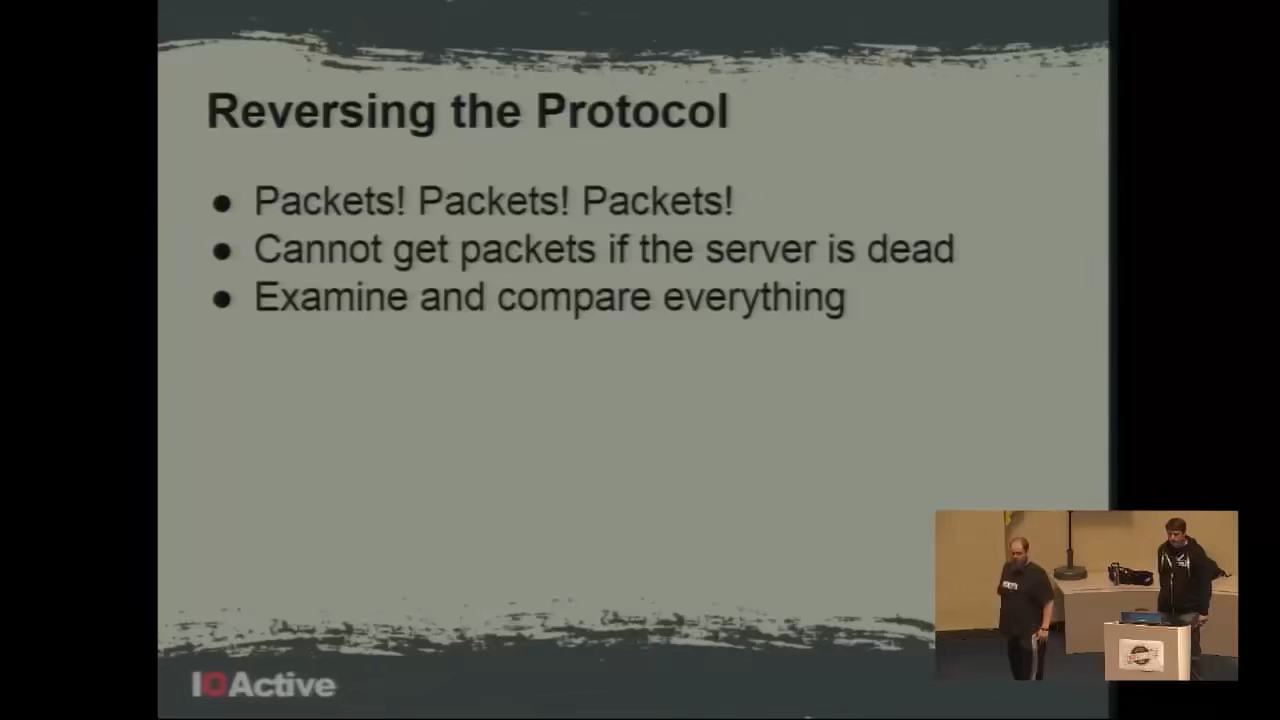 Reversing the Protocol
● Packets! Packets! Packets!
● Cannot get packets if the server is dead
● Examine and compare everything
IOActive